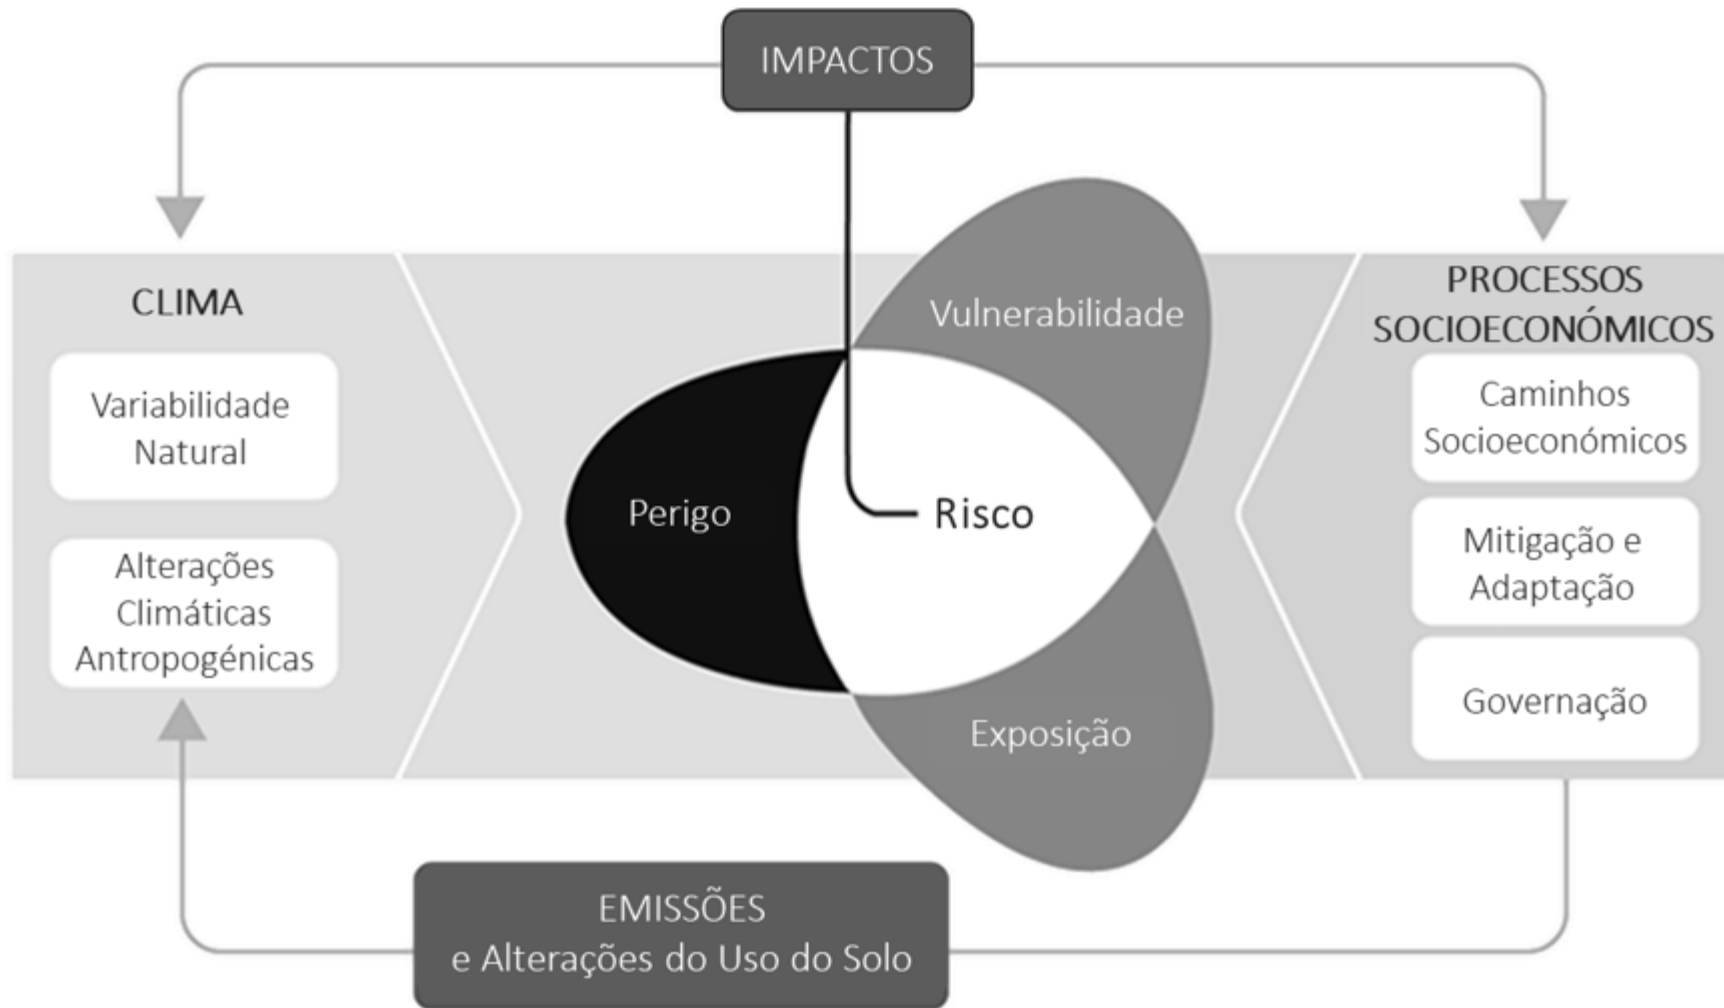 IMPACTOS
CLIMA
Variabilidade
Natural
Alterações
Climáticas
Antropogénicas
Vulnerabilidade
Perigo
Risco
Exposição
PROCESSOS
SOCIOECONÓMICOS
Caminhos
Socioeconómicos
Mitigação e
Adaptação
Governação
EMISSÕES
e Alterações do Uso do Solo